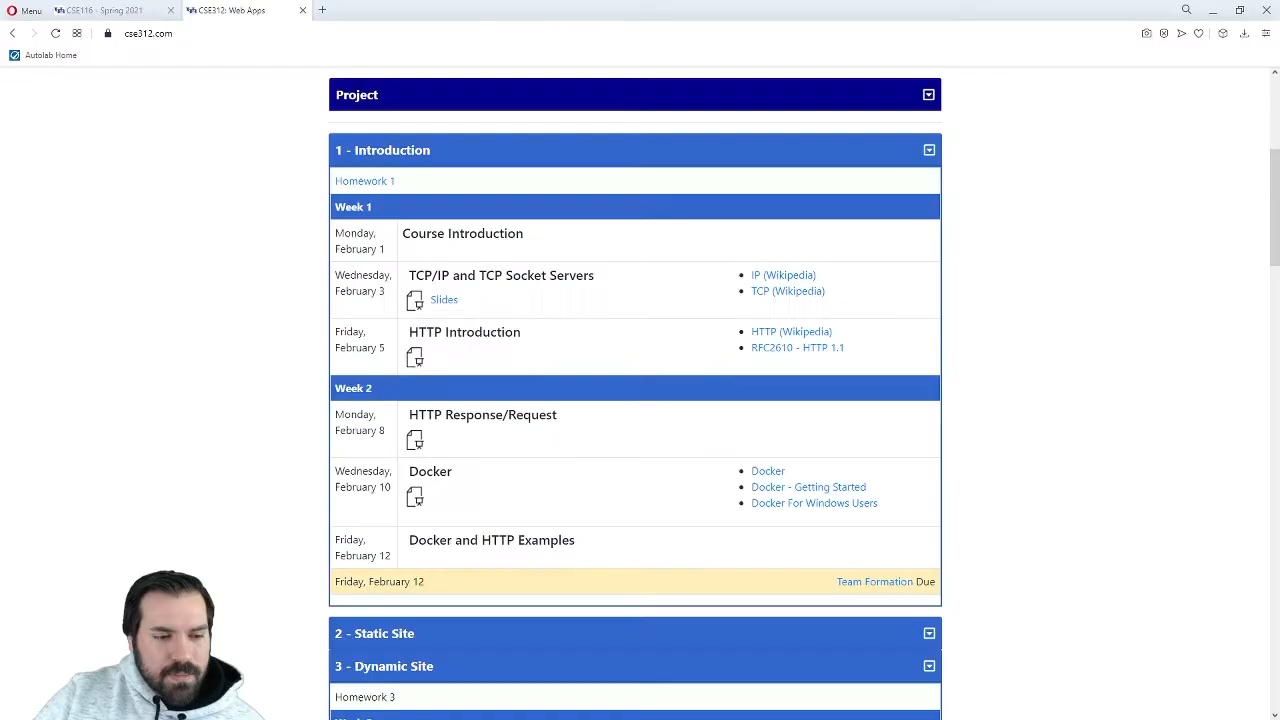 Menu
CSE116 - Spring 2021
CSE312: Web Apps
cse312.com
Autolab Home
Project
1 - Introduction
Homework 1
Week 1
Monday, February 1
Course Introduction
Wednesday, February 3
TCP/IP and TCP Socket Servers
Slides
IP (Wikipedia)
TCP (Wikipedia)
Friday, February 5
HTTP Introduction
HTTP (Wikipedia)
RFC2610 - HTTP 1.1
Week 2
Monday, February 8
HTTP Response/Request
Wednesday, February 10
Docker
Docker
Docker - Getting Started
Docker For Windows Users
Friday, February 12
Docker and HTTP Examples
Friday, February 12
Team Formation Due
2 - Static Site
3 - Dynamic Site
Homework 3